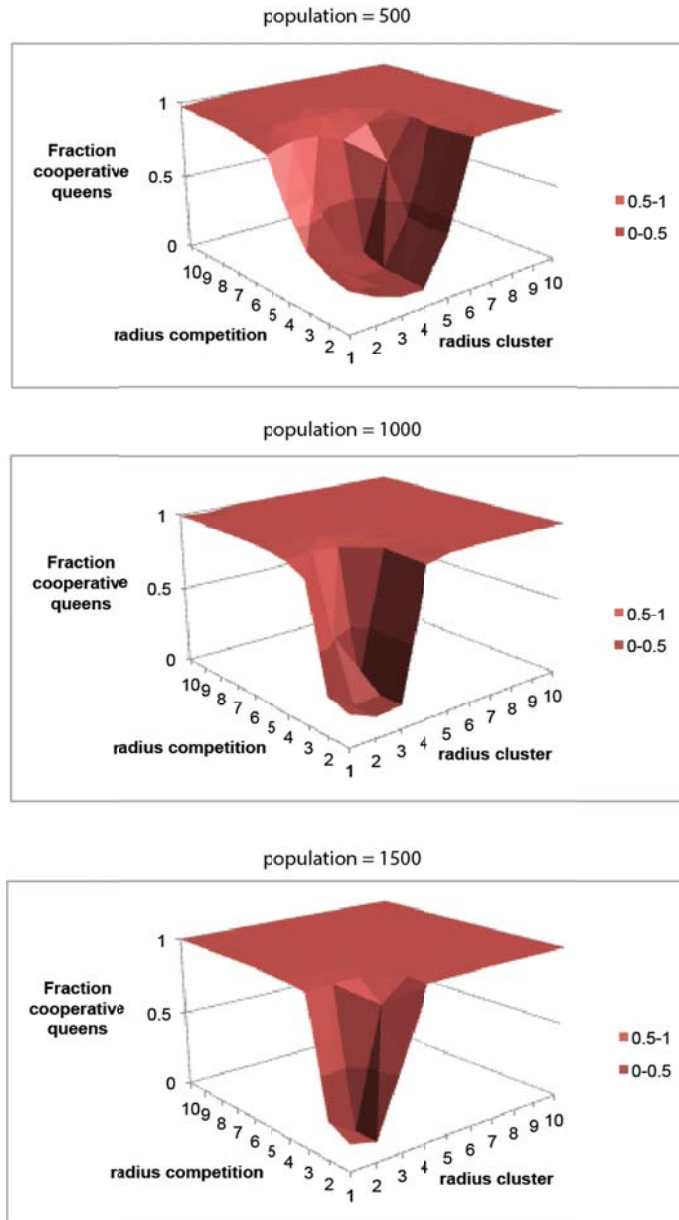 population = 500
1
Fraction
cooperative
queens
0.5
0
10 9 8 7 6 5 4 3 2 1
radius competition
2 3 4 5 6 7 8 9 10
radius cluster
0.5-1
0-0.5
population = 1000
1
Fraction
cooperative
queens
0.5
0
10 9 8 7 6 5 4 3 2 1
radius competition
2 3 4 5 6 7 8 9 10
radius cluster
0.5-1
0-0.5
population = 1500
1
Fraction
cooperative
queens
0.5
0
10 9 8 7 6 5 4 3 2 1
radius competition
2 3 4 5 6 7 8 9 10
radius cluster
0.5-1
0-0.5